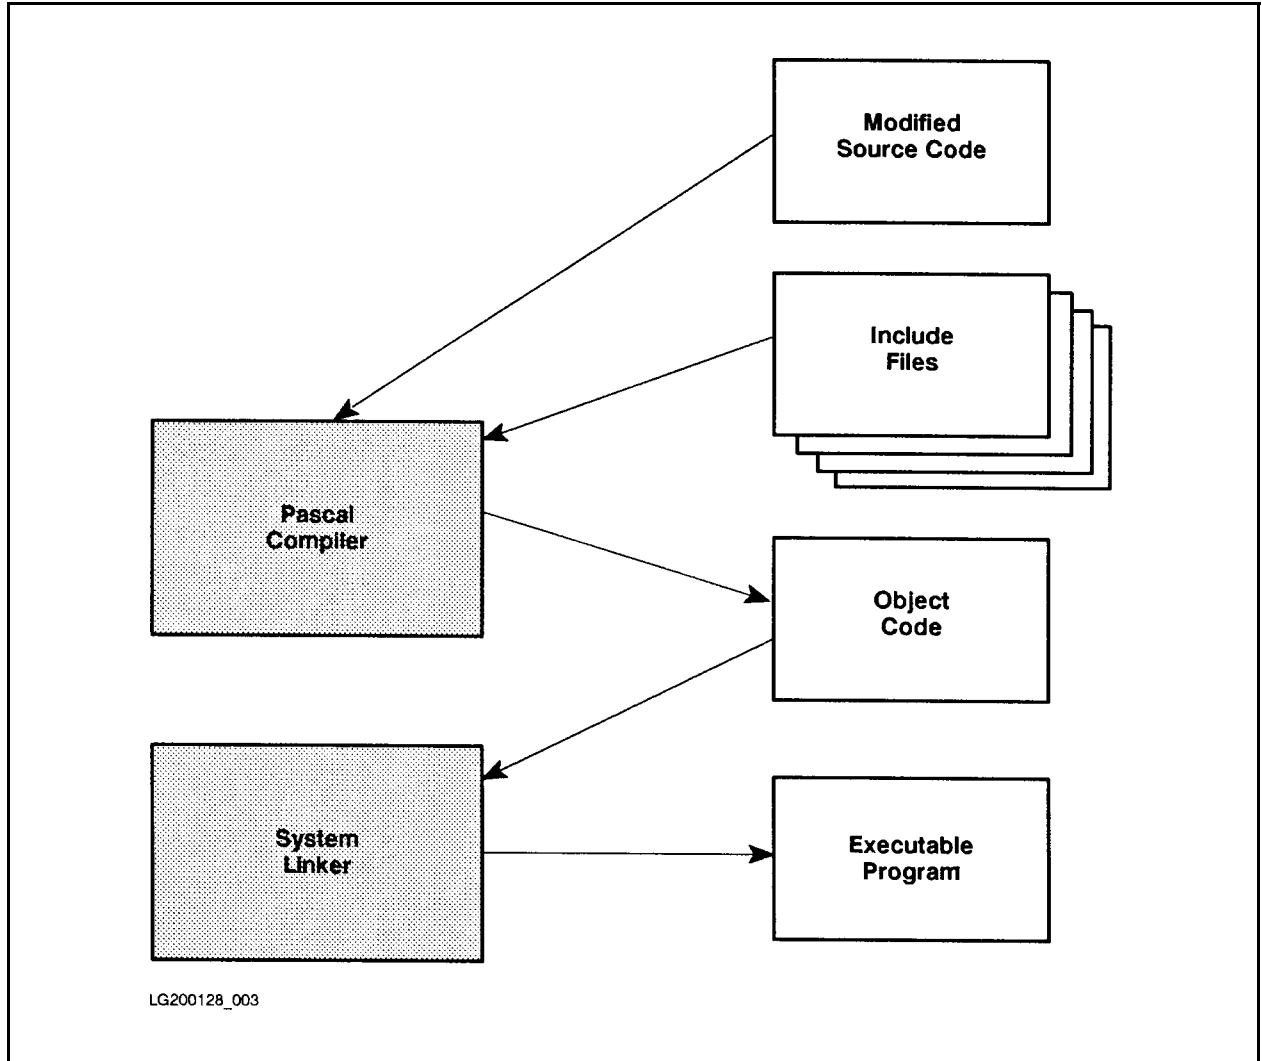 Modified
Source Code
Include
Files
Pascal
Compiler
Object
Code
System
Linker
Executable
Program
LG200128_003